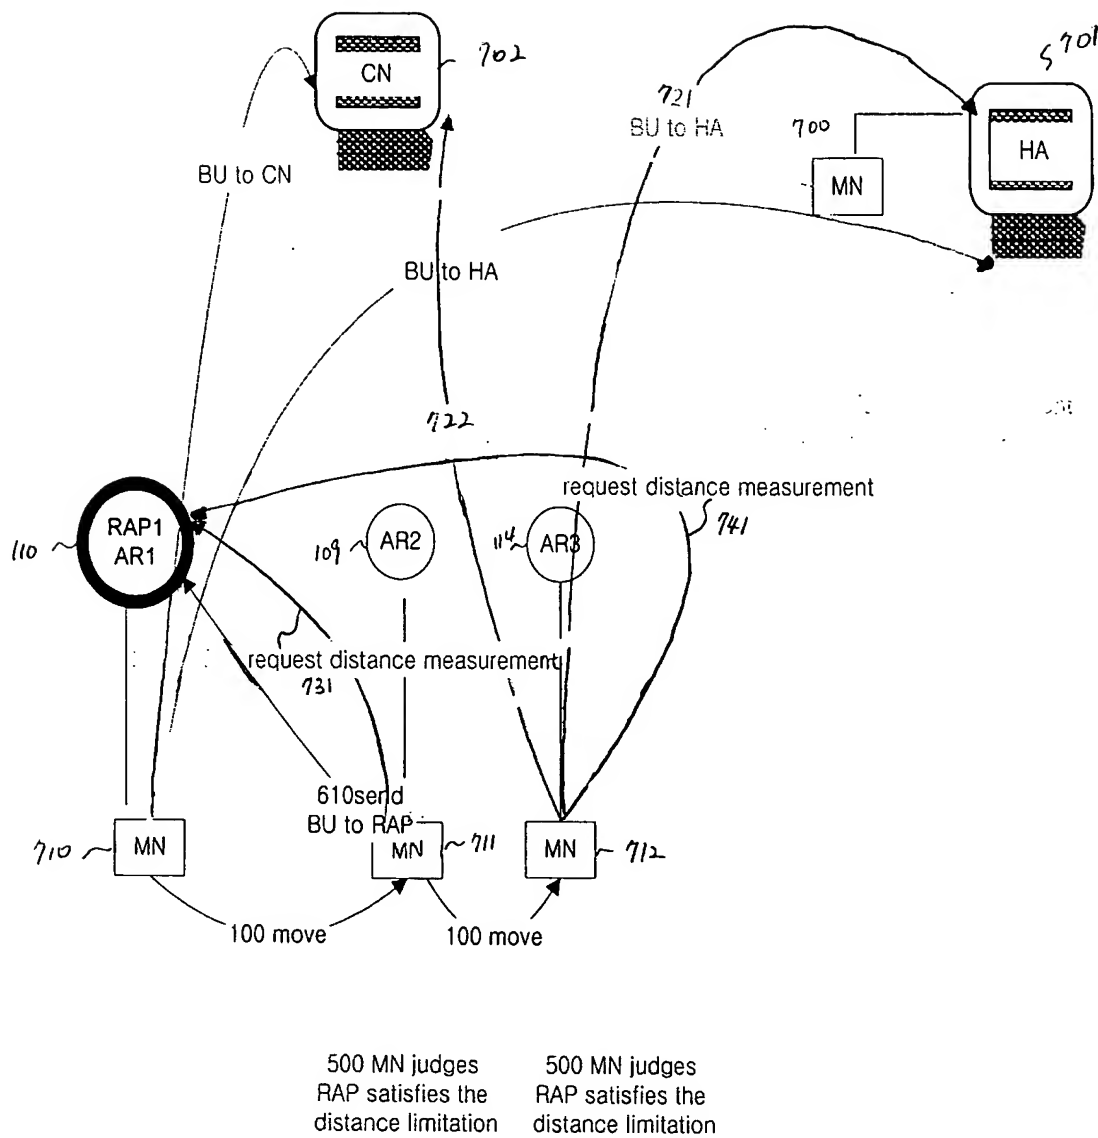 CN
702
701
721
BU to HA
700
HA
MN
BU to CN
BU to HA
722
request distance measurement
741
RAP1
AR1
110
109
AR2
114
AR3
request distance measurement
731
610send
BU to RAP
710
MN
MN
711
MN
712
100 move
100 move
500 MN judges
RAP satisfies the
distance limitation
500 MN judges
RAP satisfies the
distance limitation